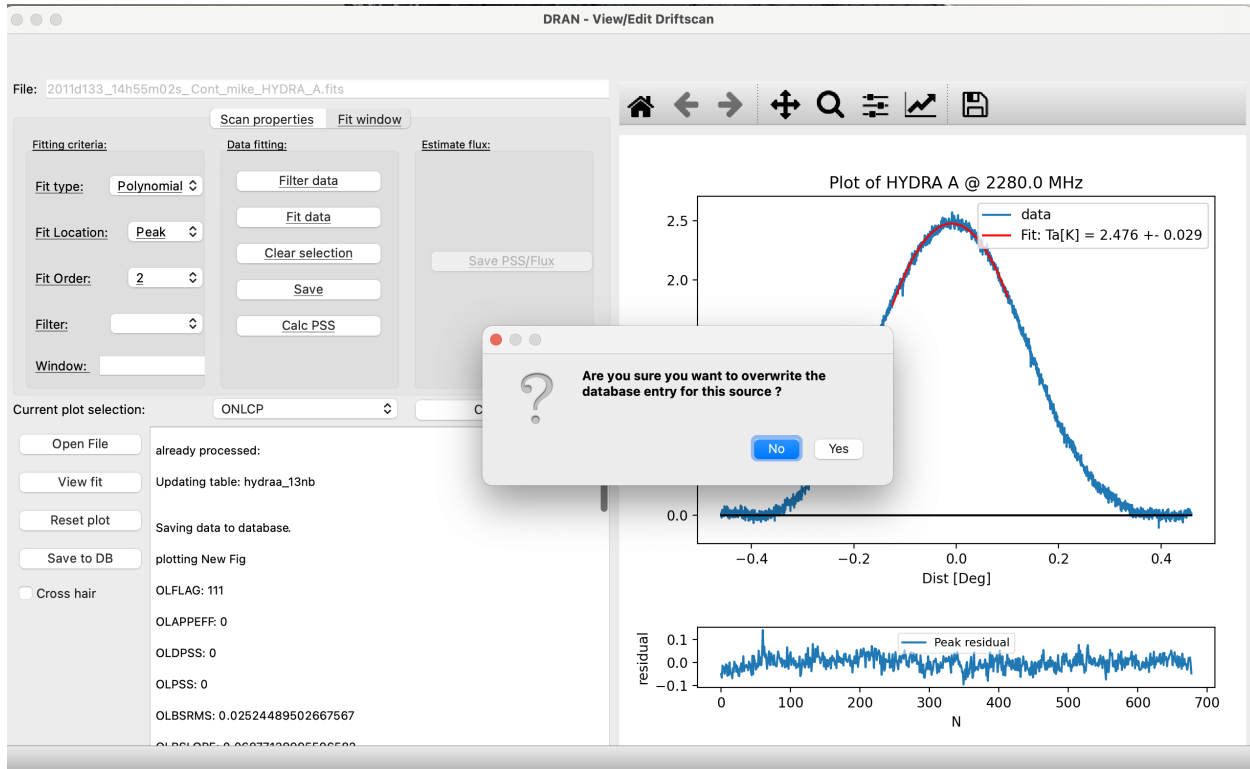 DRAN - View/Edit Driftscan
File: 2011d133_14h55m02s_Cont_mike_HYDRA_A.fits
Scan properties Fit window
Fitting criteria:
Fit type: Polynomial
Fit Location: Peak
Fit Order: 2
Filter:
Window:
Data fitting:
Filter data
Fit data
Clear selection
Save
Calc PSS
Estimate flux:
Save PSS/Flux
Current plot selection: ONLCP
Open File
View fit
Reset plot
Save to DB
Cross hair
already processed:
Updating table: hydraa_13nb
Saving data to database.
plotting New Fig
OLFLAG: 111
OLAPPEFF: 0
OLDPSS: 0
OLPSS: 0
OLBSRMS: 0.02524489502667567
Are you sure you want to overwrite the
database entry for this source ?
No Yes
Plot of HYDRA A @ 2280.0 MHz
data
Fit: Ta[K] = 2.476 +- 0.029
2.5
2.0
0.0
−0.4 −0.2 0.0 0.2 0.4
Dist [Deg]
residual
0.1
0.0
−0.1
Peak residual
0 100 200 300 400 500 600 700
N